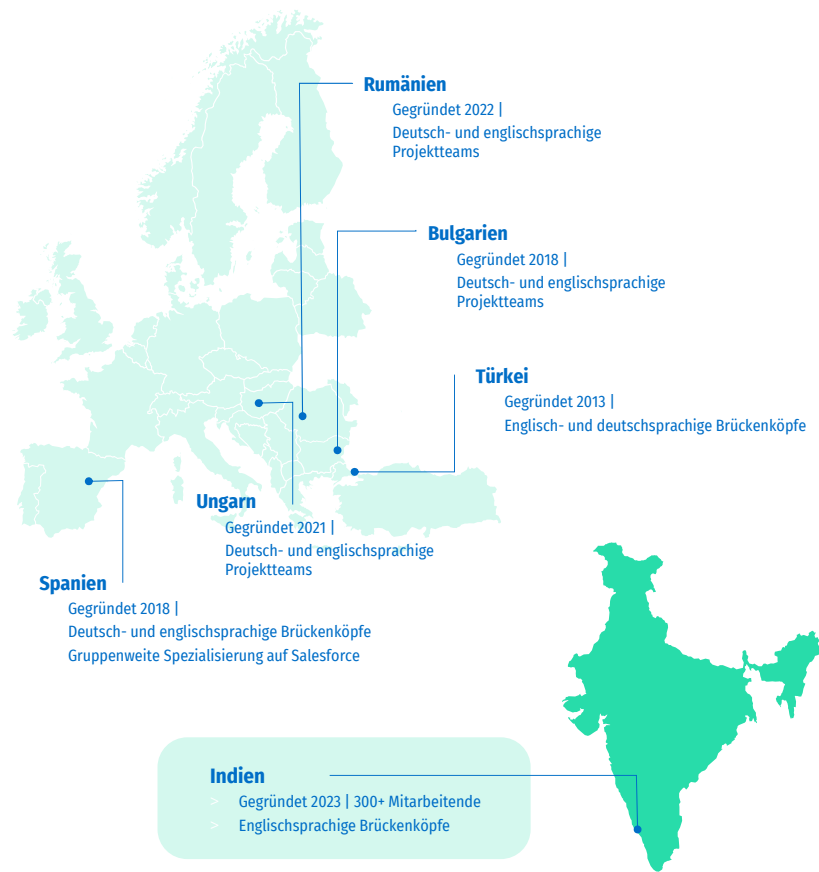 Rumänien
Gegründet 2022 |
Deutsch- und englischsprachige
Projektteams
Bulgarien
Gegründet 2018 |
Deutsch- und englischsprachige
Projektteams
Türkei
Gegründet 2013 |
Englisch- und deutschsprachige Brückenköpfe
Ungarn
Gegründet 2021 |
Deutsch- und englischsprachige
Projektteams
Spanien
Gegründet 2018 |
Deutsch- und englischsprachige Brückenköpfe
Gruppenweite Spezialisierung auf Salesforce
Indien
> Gegründet 2023 | 300+ Mitarbeitende
> Englischsprachige Brückenköpfe